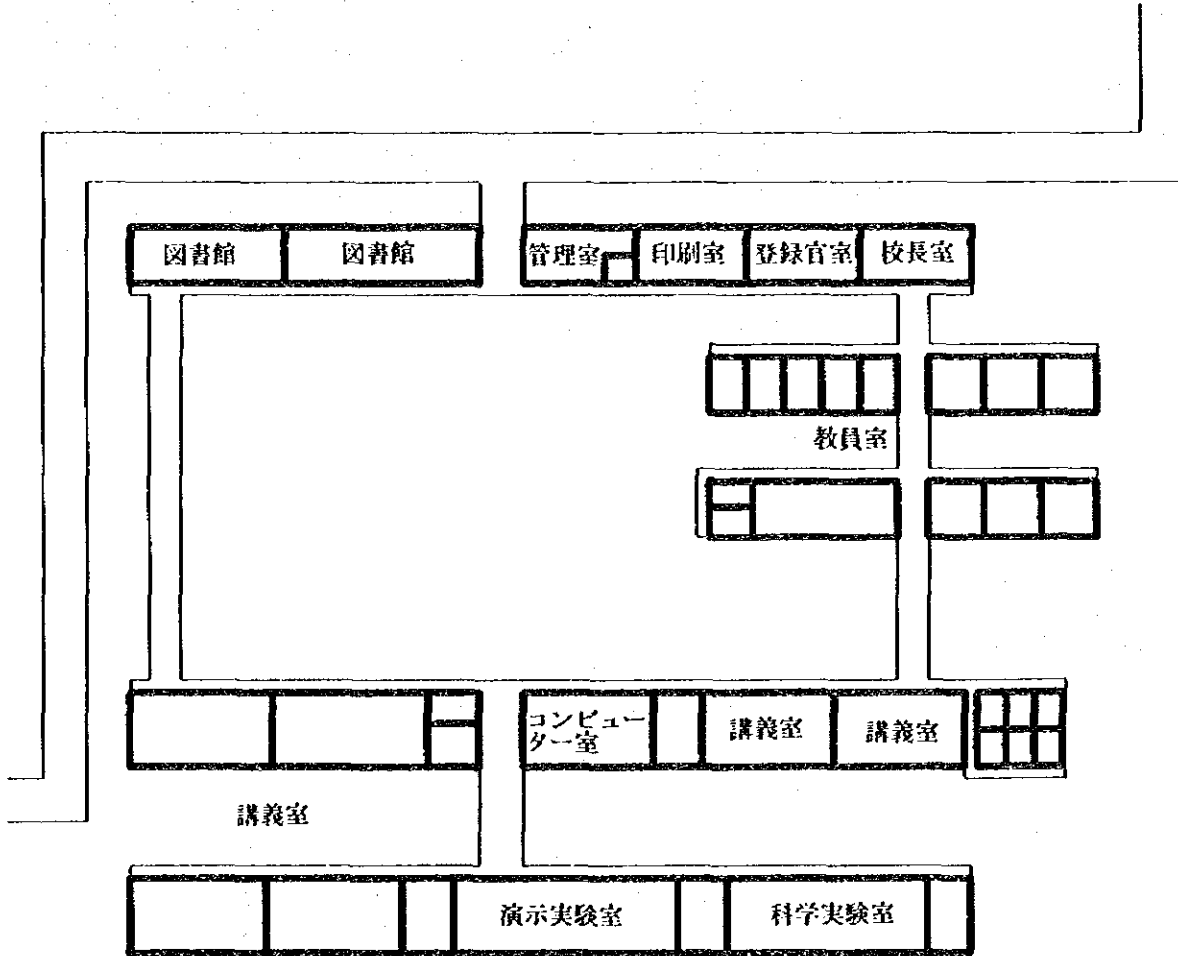 図書館
図書館
管理室
印刷室
登録官室
校長室
教員室
コンピュー
ター室
講義室
講義室
講義室
演示実験室
科学実験室